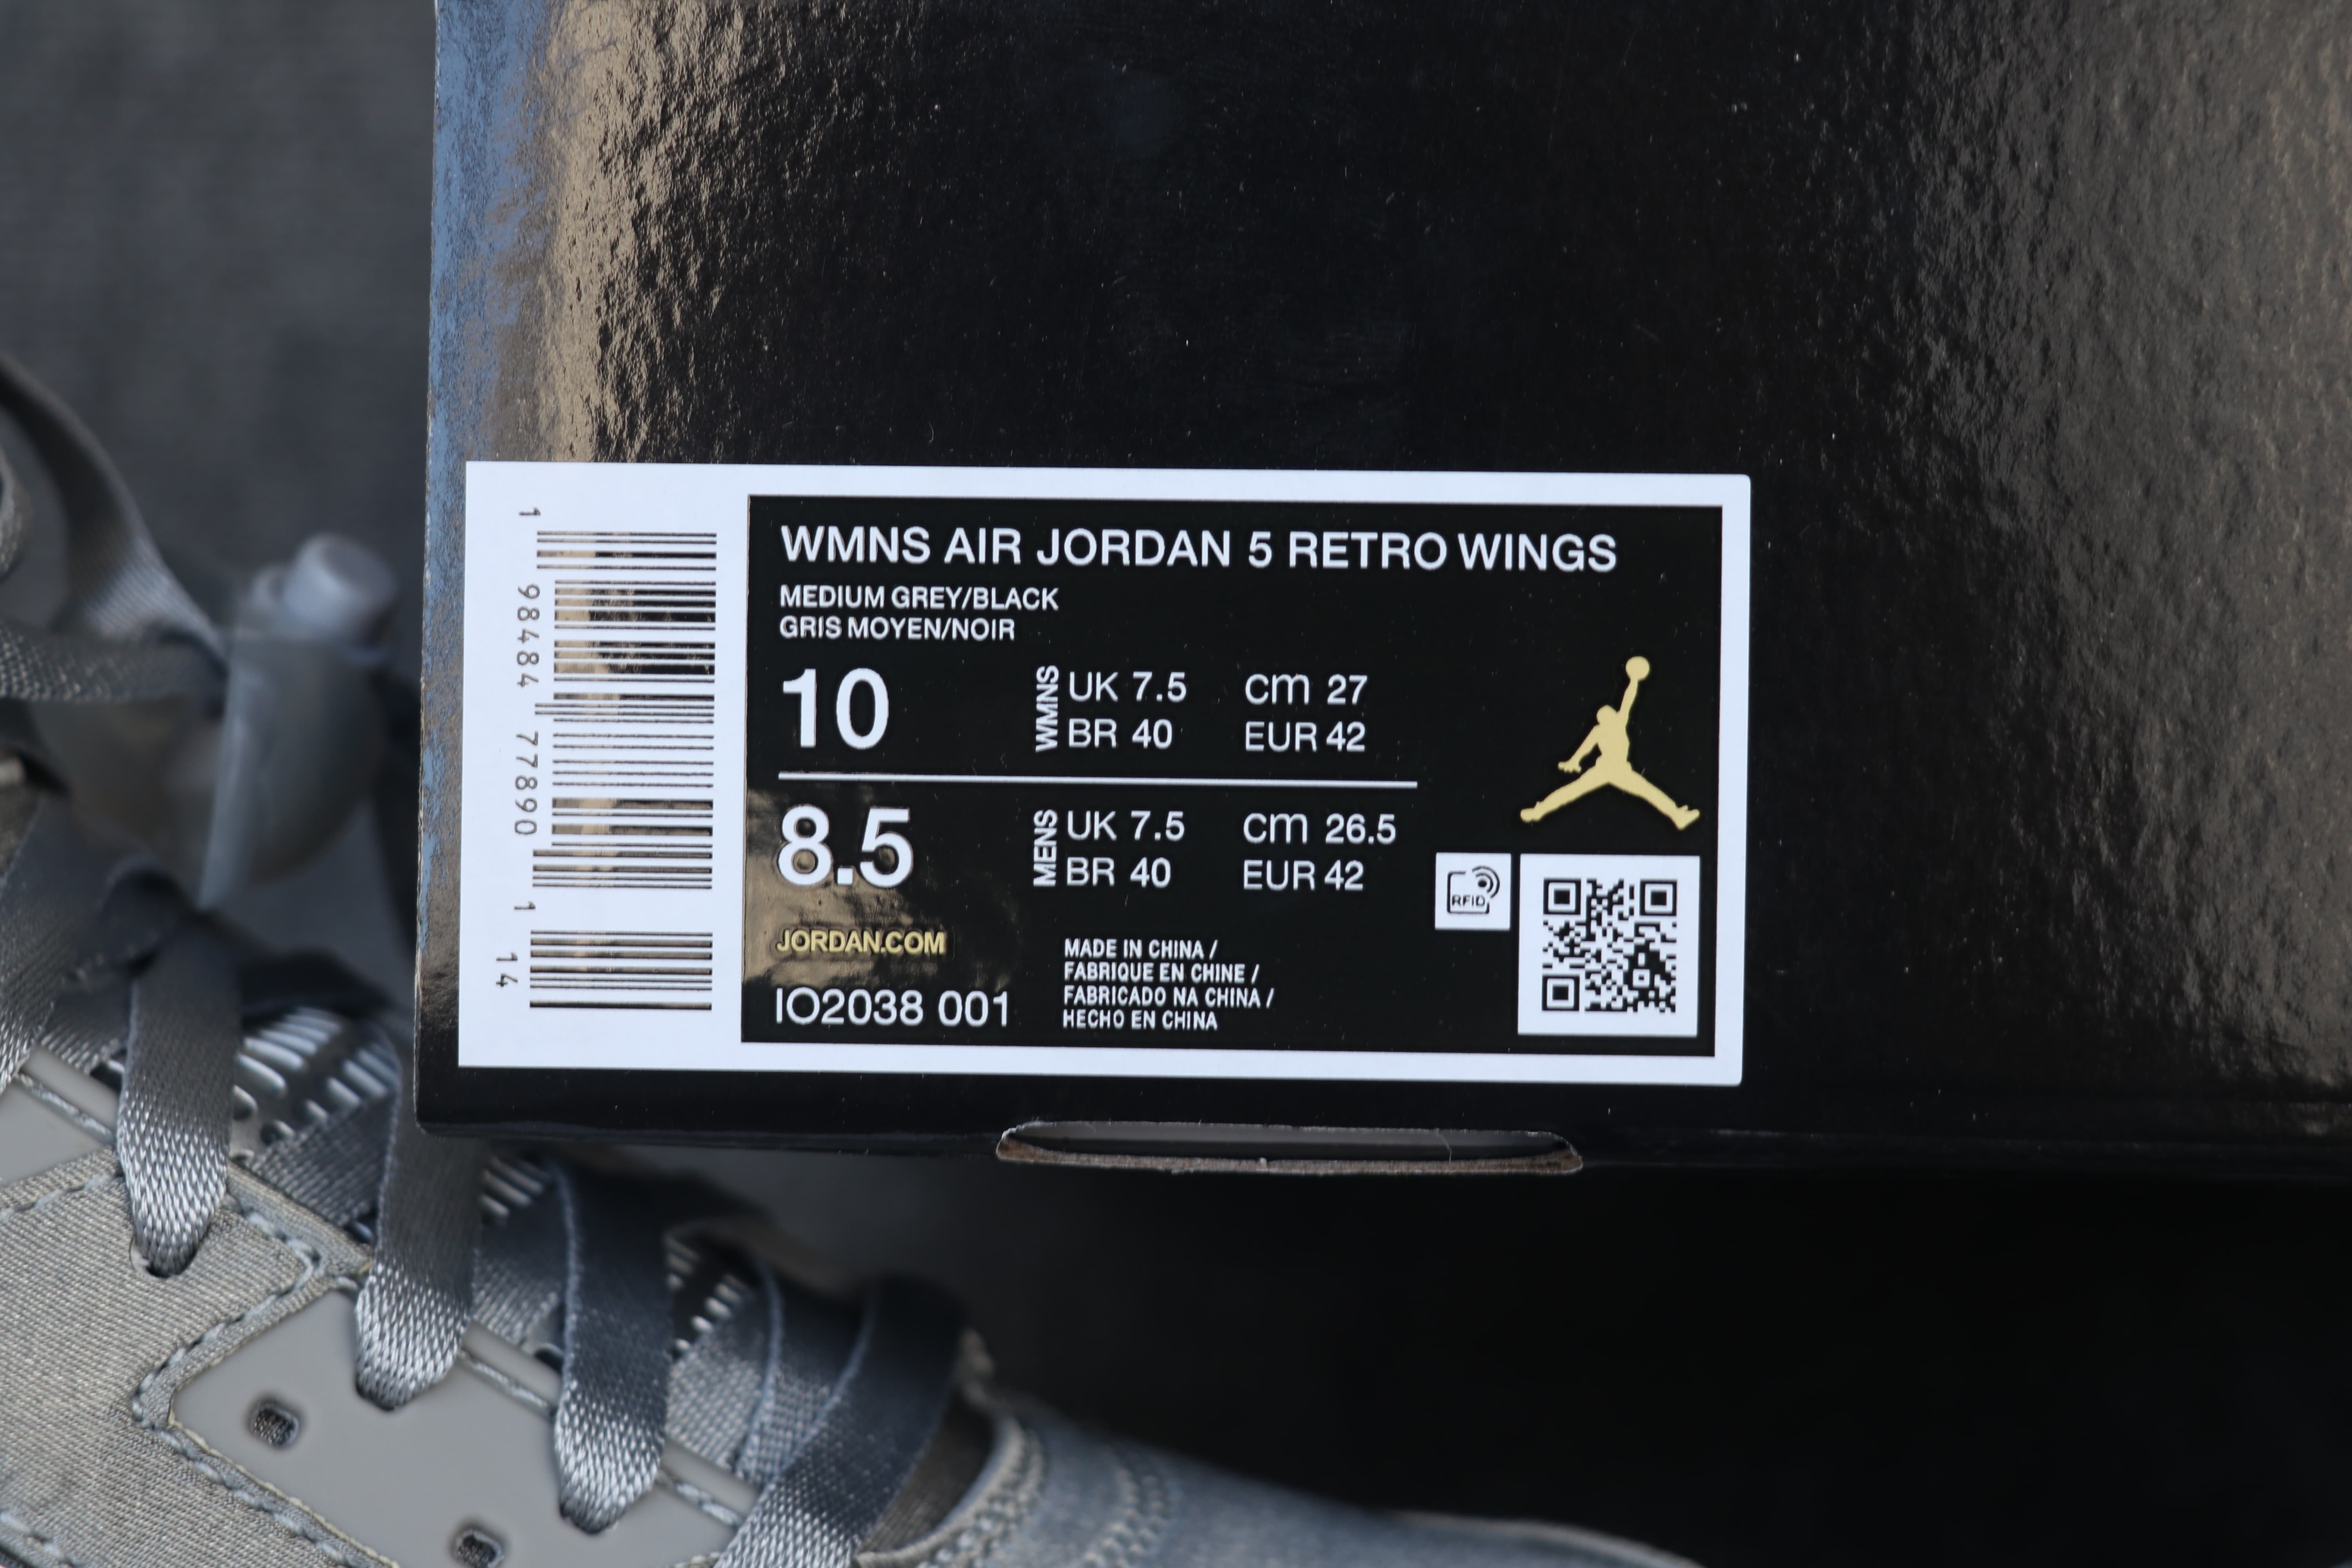 1 98484 77890 1 14
WMNS AIR JORDAN 5 RETRO WINGS
MEDIUM GREY/BLACK
GRIS MOYEN/NOIR
10 WMNS UK 7.5 cm 27
BR 40 EUR 42
8.5 MENS UK 7.5 cm 26.5
BR 40 EUR 42
JORDAN.COM
IO2038 001
MADE IN CHINA /
FABRIQUE EN CHINE /
FABRICADO NA CHINA /
HECHO EN CHINA
RFID